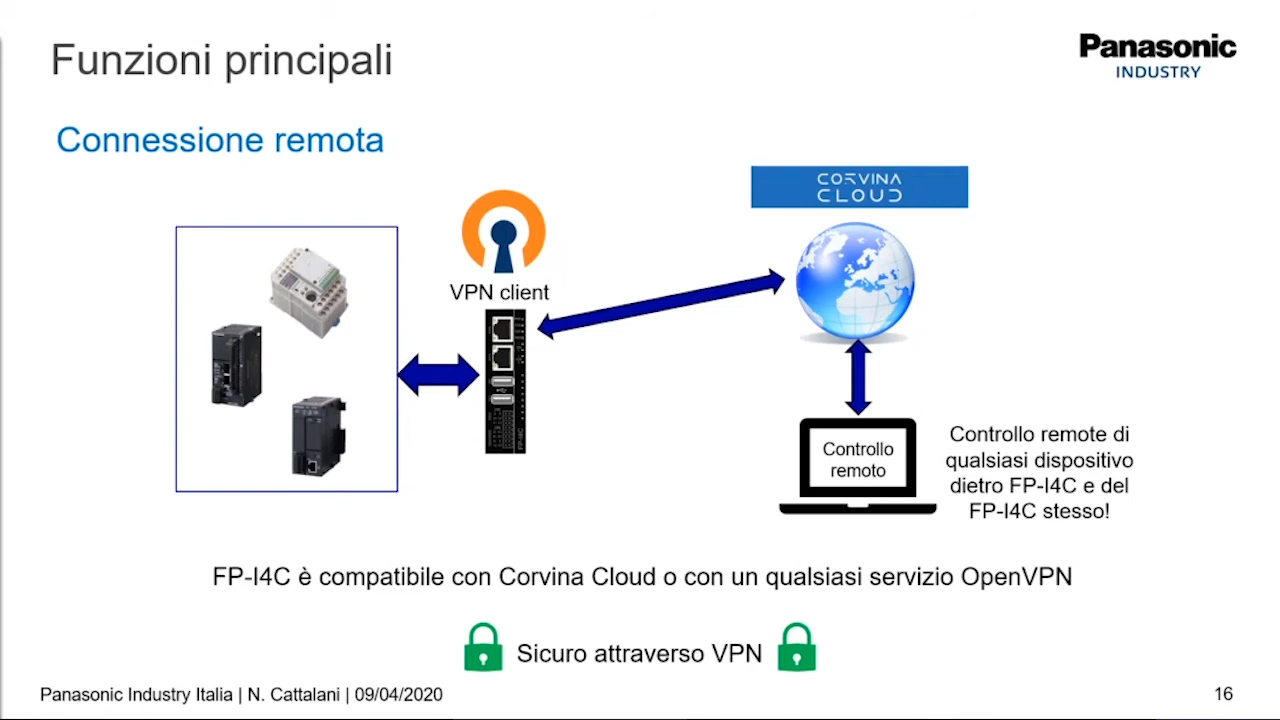 Funzioni principali
Panasonic
INDUSTRY
Connessione remota
CORVINA
CLOUD
VPN client
FP-I4C
Controllo
remoto
Controllo remote di
qualsiasi dispositivo
dietro FP-I4C e del
FP-I4C stesso!
FP-I4C è compatibile con Corvina Cloud o con un qualsiasi servizio OpenVPN
Sicuro attraverso VPN
Panasonic Industry Italia | N. Cattalani | 09/04/2020
16